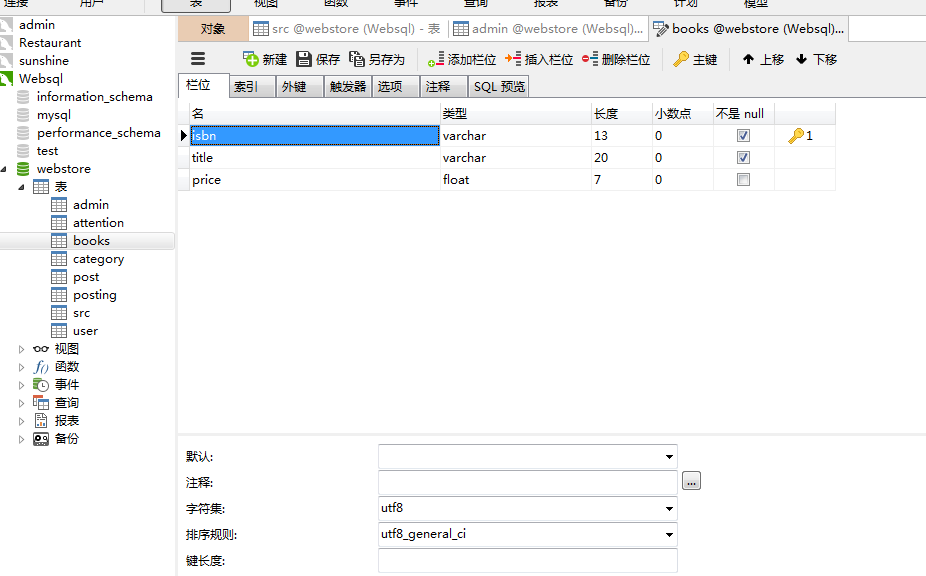 连接 用户 表 视图 函数 事件 查询 报表 备份 计划 模型
admin
Restaurant
sunshine
Websql
information_schema
mysql
performance_schema
test
webstore
表
admin
attention
books
category
post
posting
src
user
视图
f() 函数
事件
查询
报表
备份
对象 src @webstore (Websql) - 表 admin @webstore (Websql)... books @webstore (Websql)...
新建 保存 另存为 添加栏位 插入栏位 删除栏位 主键 上移 下移
栏位 索引 外键 触发器 选项 注释 SQL 预览
名 类型 长度 小数点 不是 null
isbn varchar 13 0 1
title varchar 20 0
price float 7 0
默认:
注释: ...
字符集: utf8
排序规则: utf8_general_ci
键长度: